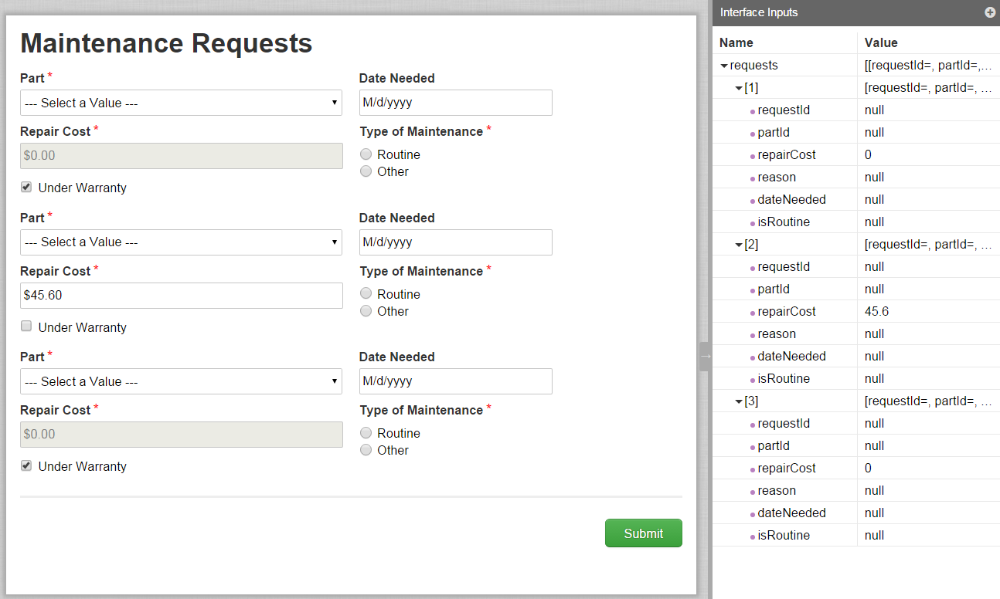 Maintenance Requests
Part *
Date Needed
--- Select a Value ---
M/d/yyyy
Repair Cost *
Type of Maintenance *
$0.00
Routine
Other
Under Warranty
Part *
Date Needed
--- Select a Value ---
M/d/yyyy
Repair Cost *
Type of Maintenance *
$45.60
Routine
Other
Under Warranty
Part *
Date Needed
--- Select a Value ---
M/d/yyyy
Repair Cost *
Type of Maintenance *
$0.00
Routine
Other
Under Warranty
Submit
Interface Inputs
Name Value
requests [[requestId=, partId=,...
[1] [requestId=, partId=, ...
requestId null
partId null
repairCost 0
reason null
dateNeeded null
isRoutine null
[2] [requestId=, partId=, ...
requestId null
partId null
repairCost 45.6
reason null
dateNeeded null
isRoutine null
[3] [requestId=, partId=, ...
requestId null
partId null
repairCost 0
reason null
dateNeeded null
isRoutine null